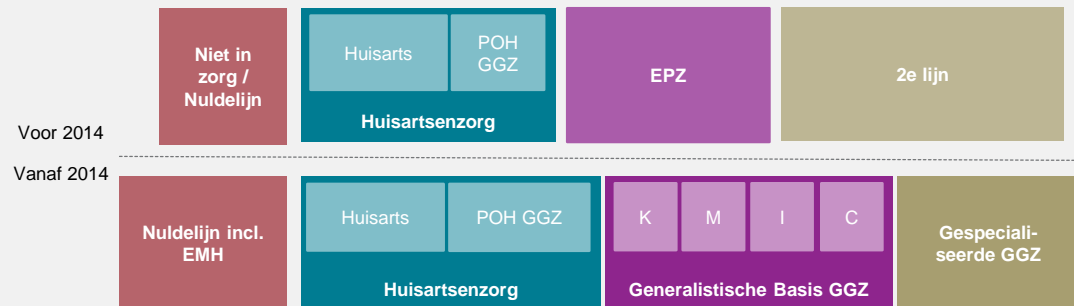 Voor 2014
Niet in
zorg /
Nuldelijn
Huisarts
POH
GGZ
Huisartsenzorg
EPZ
2e lijn
Vanaf 2014
Nuldelijn incl.
EMH
Huisarts
POH GGZ
Huisartsenzorg
K
M
I
C
Generalistische Basis GGZ
Gespeciali-
seerde GGZ